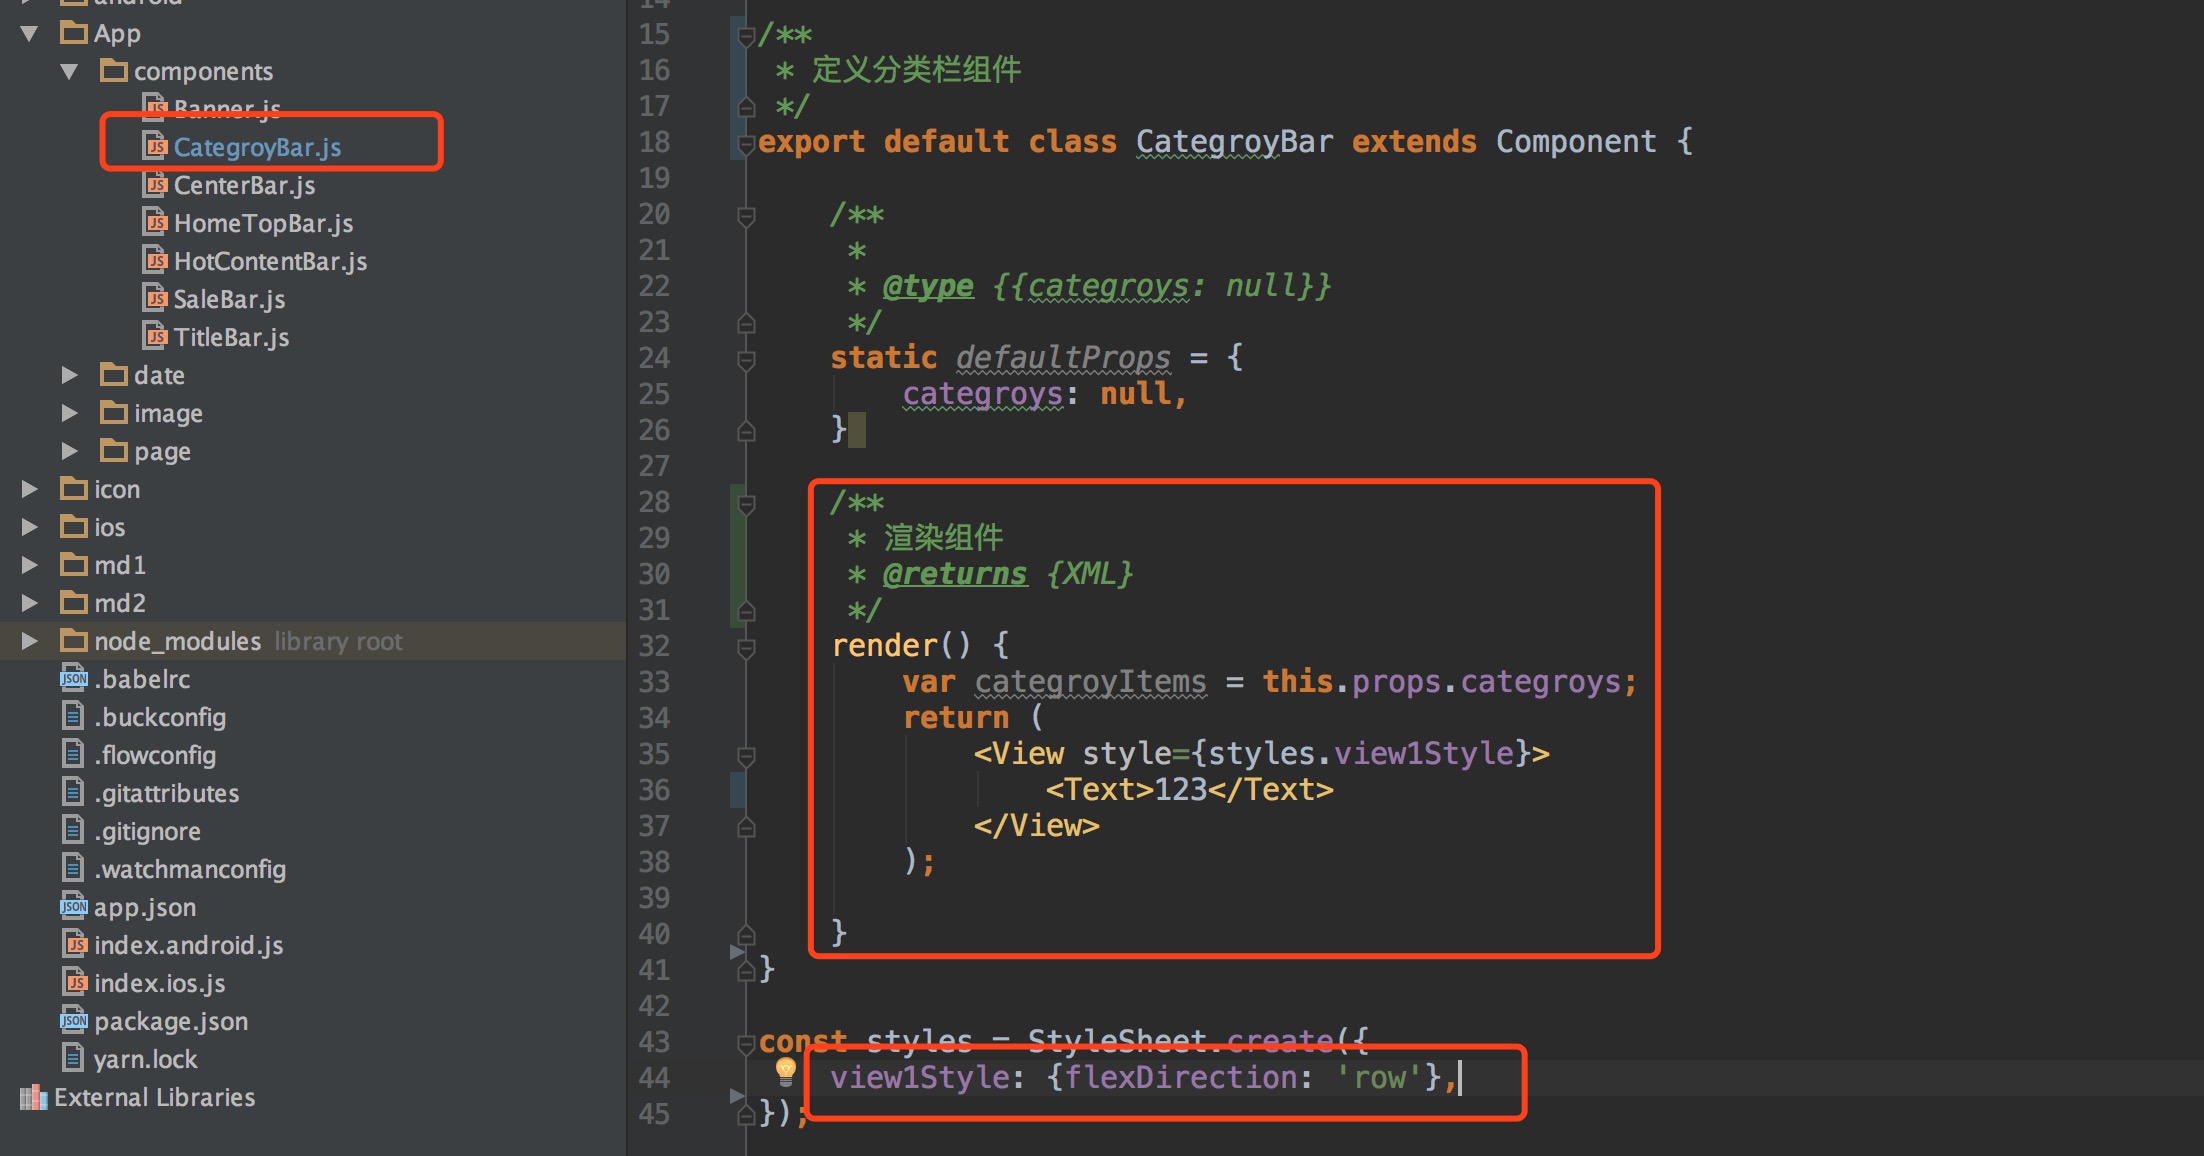 android
App
components
Banner.js
CategroyBar.js
CenterBar.js
HomeTopBar.js
HotContentBar.js
SaleBar.js
TitleBar.js
date
image
page
icon
ios
md1
md2
node_modules library root
.babelrc
.buckconfig
.flowconfig
.gitattributes
.gitignore
.watchmanconfig
app.json
index.android.js
index.ios.js
package.json
yarn.lock
External Libraries
14
15 /**
16 * 定义分类栏组件
17 */
18 export default class CategroyBar extends Component {
19
20 /**
21 *
22 * @type {{categroys: null}}
23 */
24 static defaultProps = {
25 categroys: null,
26 }
27
28 /**
29 * 渲染组件
30 * @returns {XML}
31 */
32 render() {
33 var categroyItems = this.props.categroys;
34 return (
35 <View style={styles.view1Style}>
36 <Text>123</Text>
37 </View>
38 );
39
40 }
41 }
42
43 const styles = StyleSheet.create({
44 view1Style: {flexDirection: 'row'},
45 });